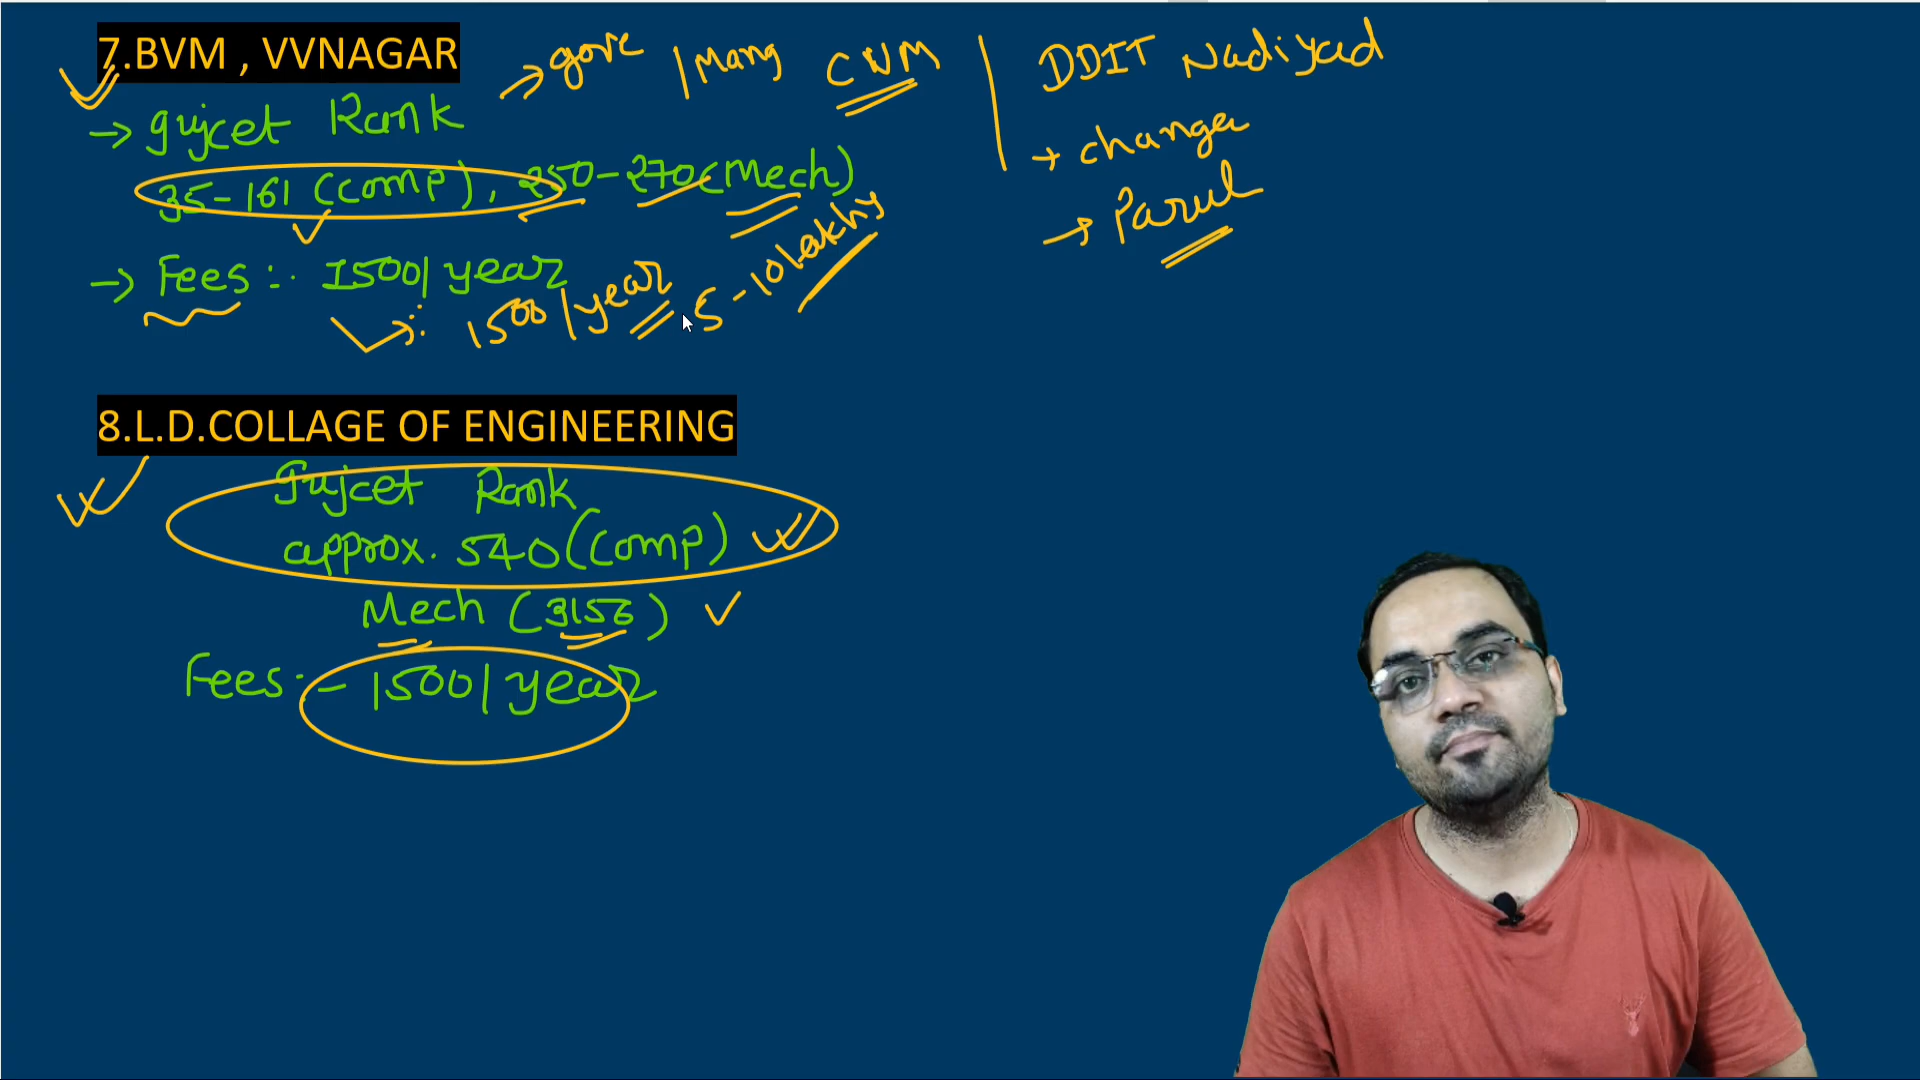 7.BVM , VVNAGAR
→ gove | Mang CVM
DDIT Nadiyad
→ gujcet Rank
→ changa
35-161 (comp), 250-270 (Mech)
→ Parul
→ Fees :- 1500/year
1500/year 5-10 lakhs
8.L.D.COLLAGE OF ENGINEERING
Gujcet Rank
approx. 540 (comp)
Mech (3156)
Fees :- 1500/year